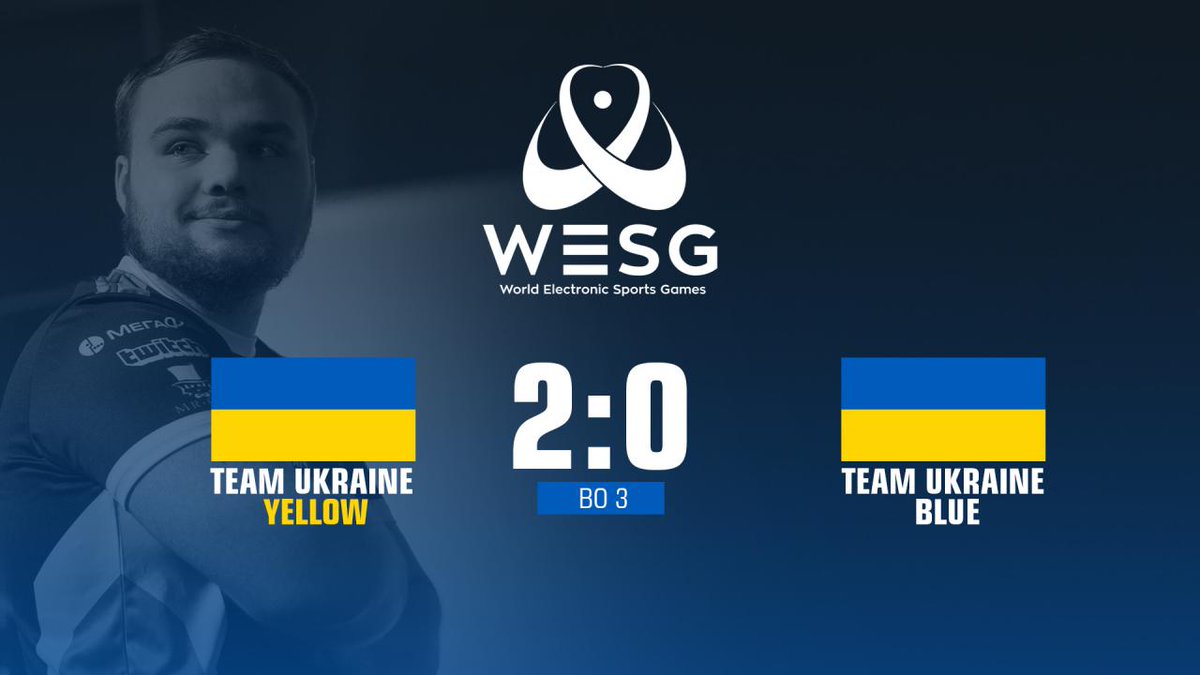 WESG
World Electronic Sports Games
МЕГАФ
twitch
2:0
BO 3
TEAM UKRAINE
YELLOW
TEAM UKRAINE
BLUE